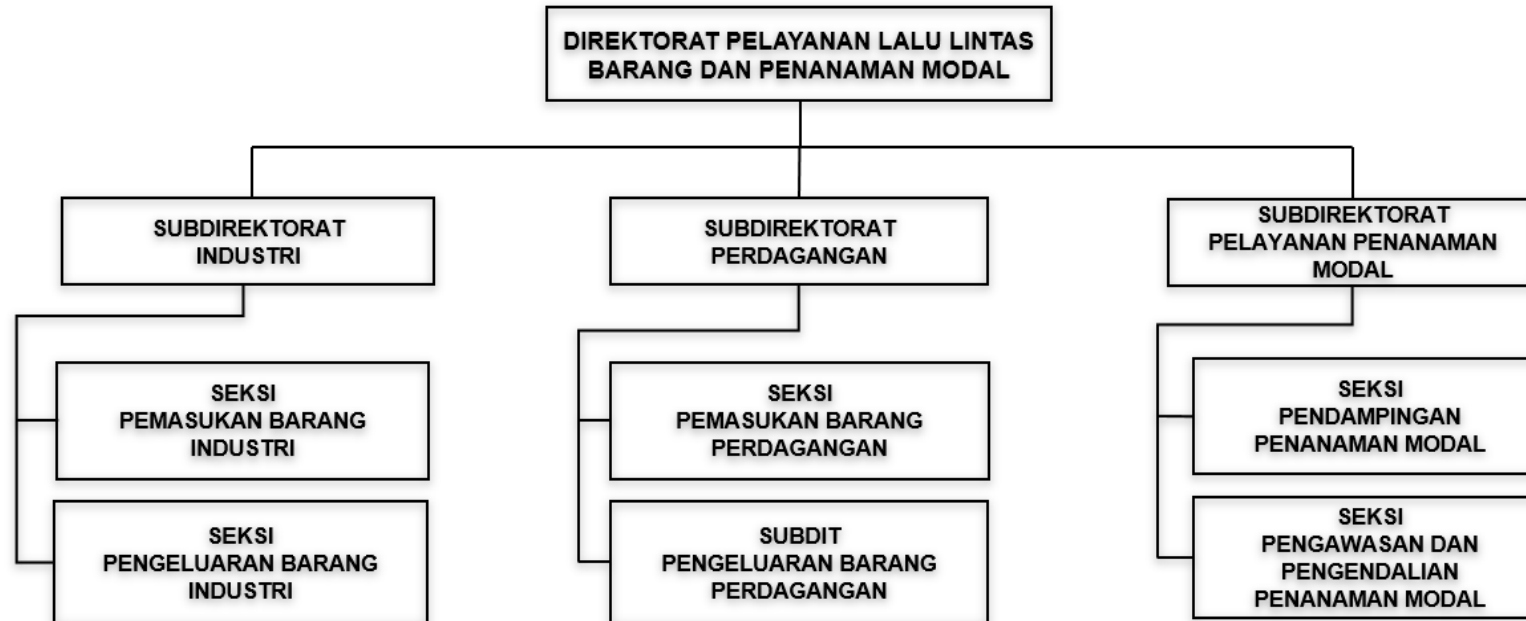 DIREKTORAT PELAYANAN LALU LINTAS
BARANG DAN PENANAMAN MODAL
SUBDIREKTORAT
INDUSTRI
SUBDIREKTORAT
PERDAGANGAN
SUBDIREKTORAT
PELAYANAN PENANAMAN
MODAL
SEKSI
PEMASUKAN BARANG
INDUSTRI
SEKSI
PEMASUKAN BARANG
PERDAGANGAN
SEKSI
PENDAMPINGAN
PENANAMAN MODAL
SEKSI
PENGELUARAN BARANG
INDUSTRI
SUBDIT
PENGELUARAN BARANG
PERDAGANGAN
SEKSI
PENGAWASAN DAN
PENGENDALIAN
PENANAMAN MODAL